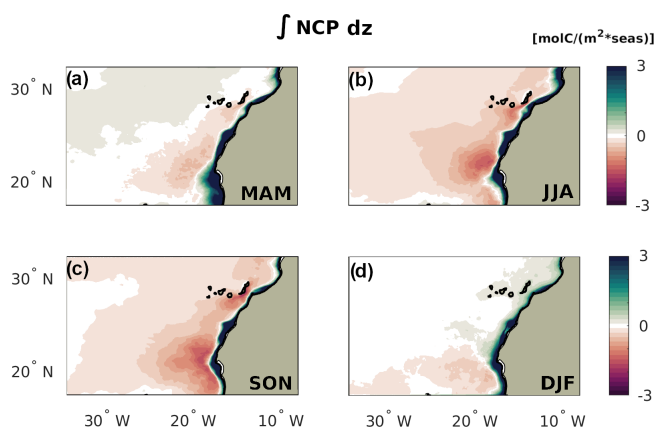 ∫ NCP dz
[molC/(m²*seas)]
(a)
(b)
30° N
20° N
MAM
JJA
3
0
-3
(c)
(d)
30° N
20° N
SON
DJF
3
0
-3
30° W
20° W
10° W
30° W
20° W
10° W